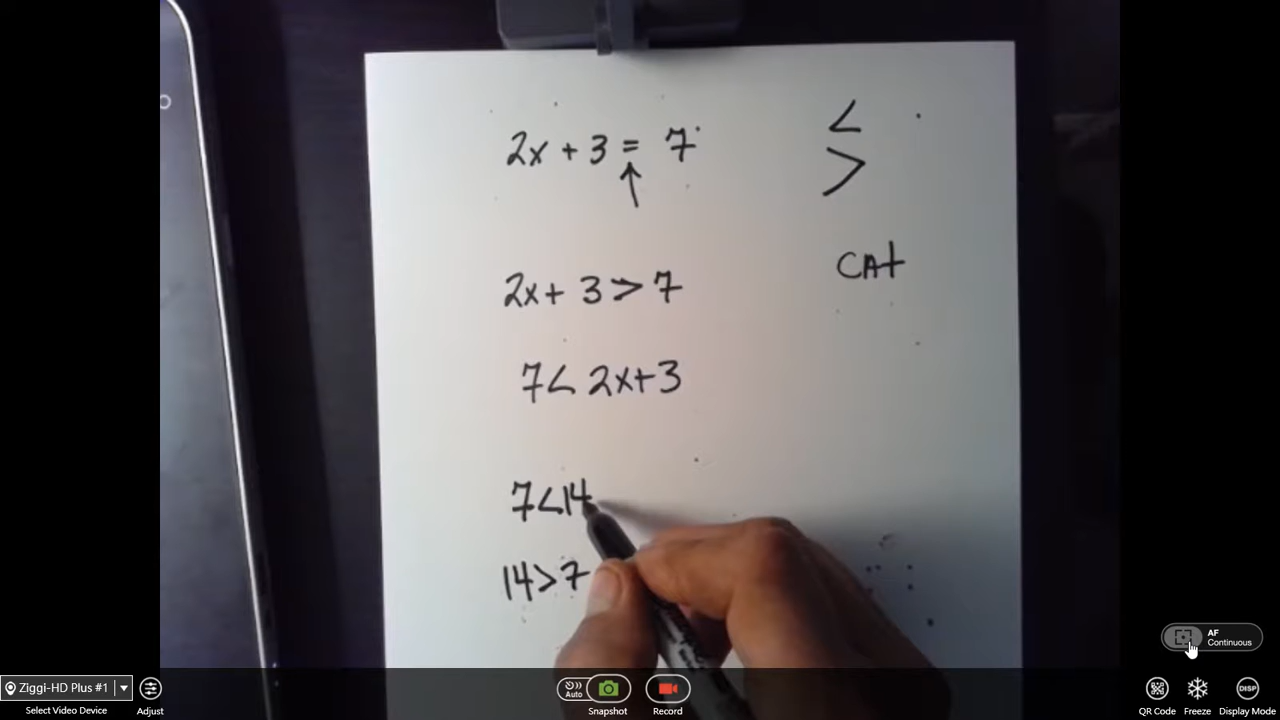 2x + 3 = 7
<
>
CAt
2x + 3 > 7
7 < 2x+3
7<14
14>7
AF
Continuous
Ziggi-HD Plus #1
Select Video Device
Adjust
Auto
Snapshot
Record
QR Code
Freeze
DISP
Display Mode